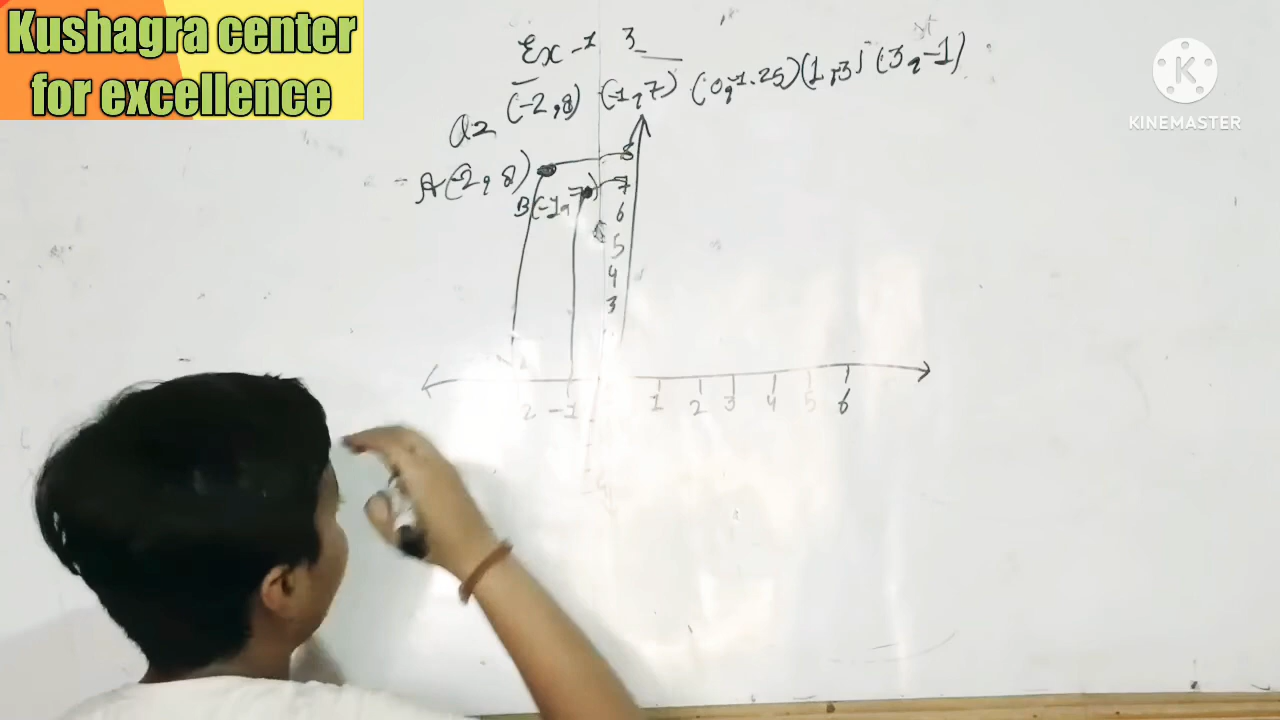 Kushagra center
for excellence
KINEMASTER
Ex - 3
(-2,8) (-1,7) (0,-1.25) (1,3) (3,-1)
Q2
A(-2,8)
B(-1,7)
8
7
6
5
4
3
2 -1 1 2 3 4 5 6